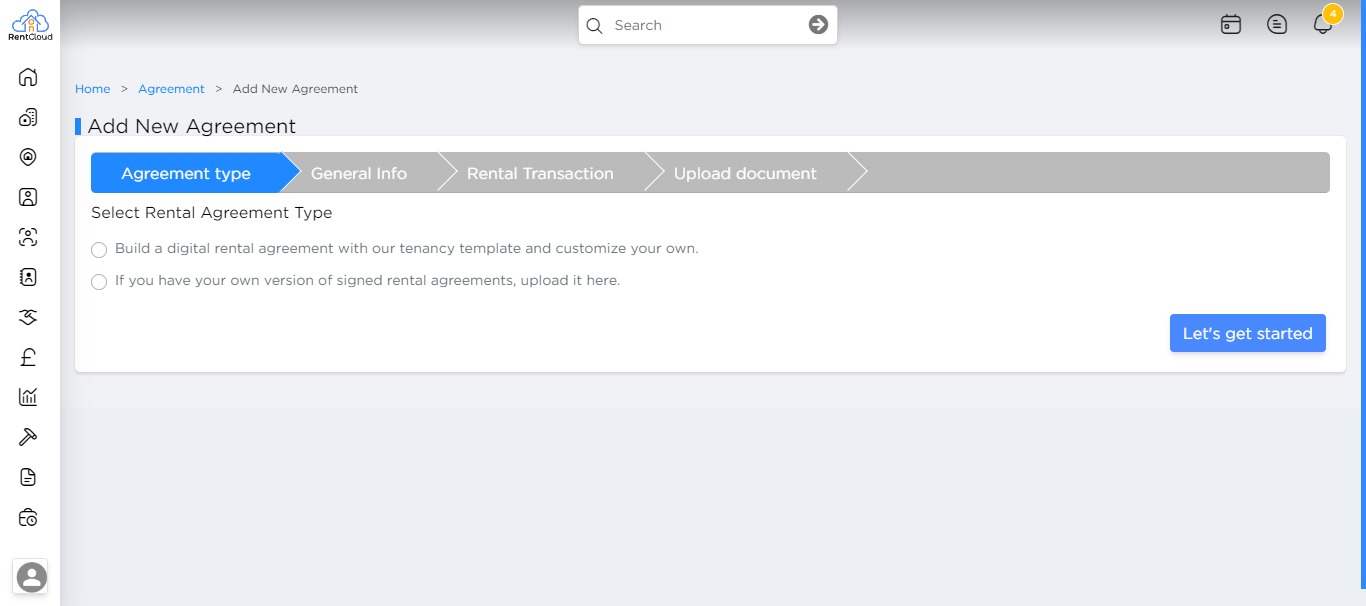 RentCloud
Search
4
Home > Agreement > Add New Agreement
Add New Agreement
Agreement type General Info Rental Transaction Upload document
Select Rental Agreement Type
Build a digital rental agreement with our tenancy template and customize your own.
If you have your own version of signed rental agreements, upload it here.
Let's get started